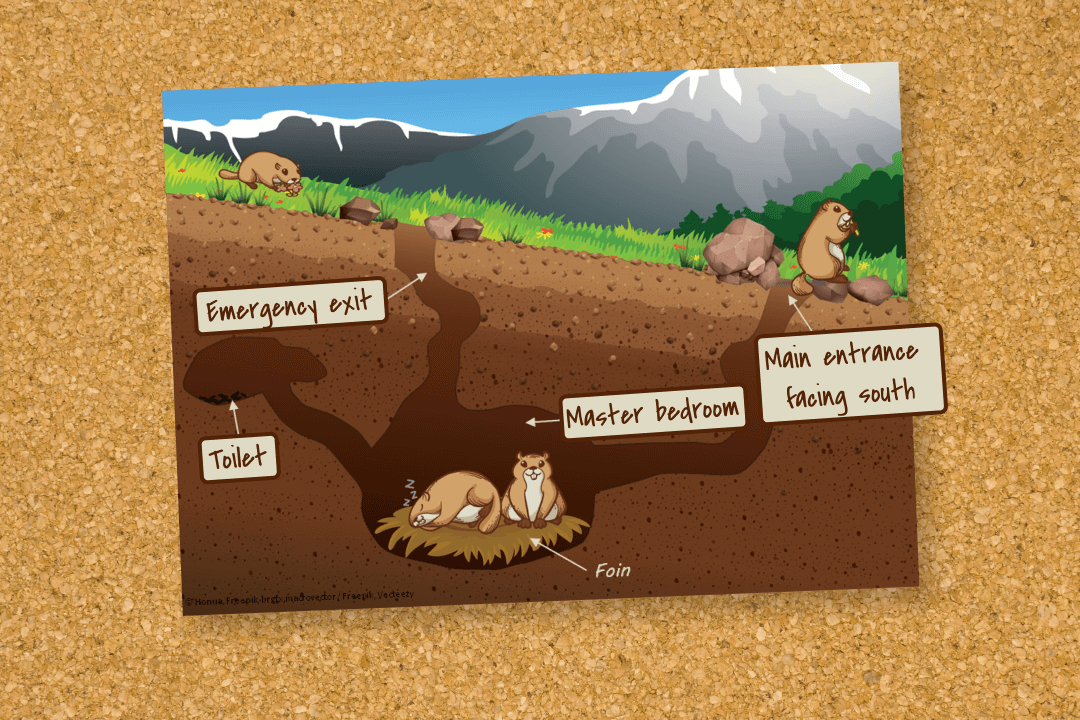 Emergency exit
Main entrance
facing south
Master bedroom
Toilet
Foin